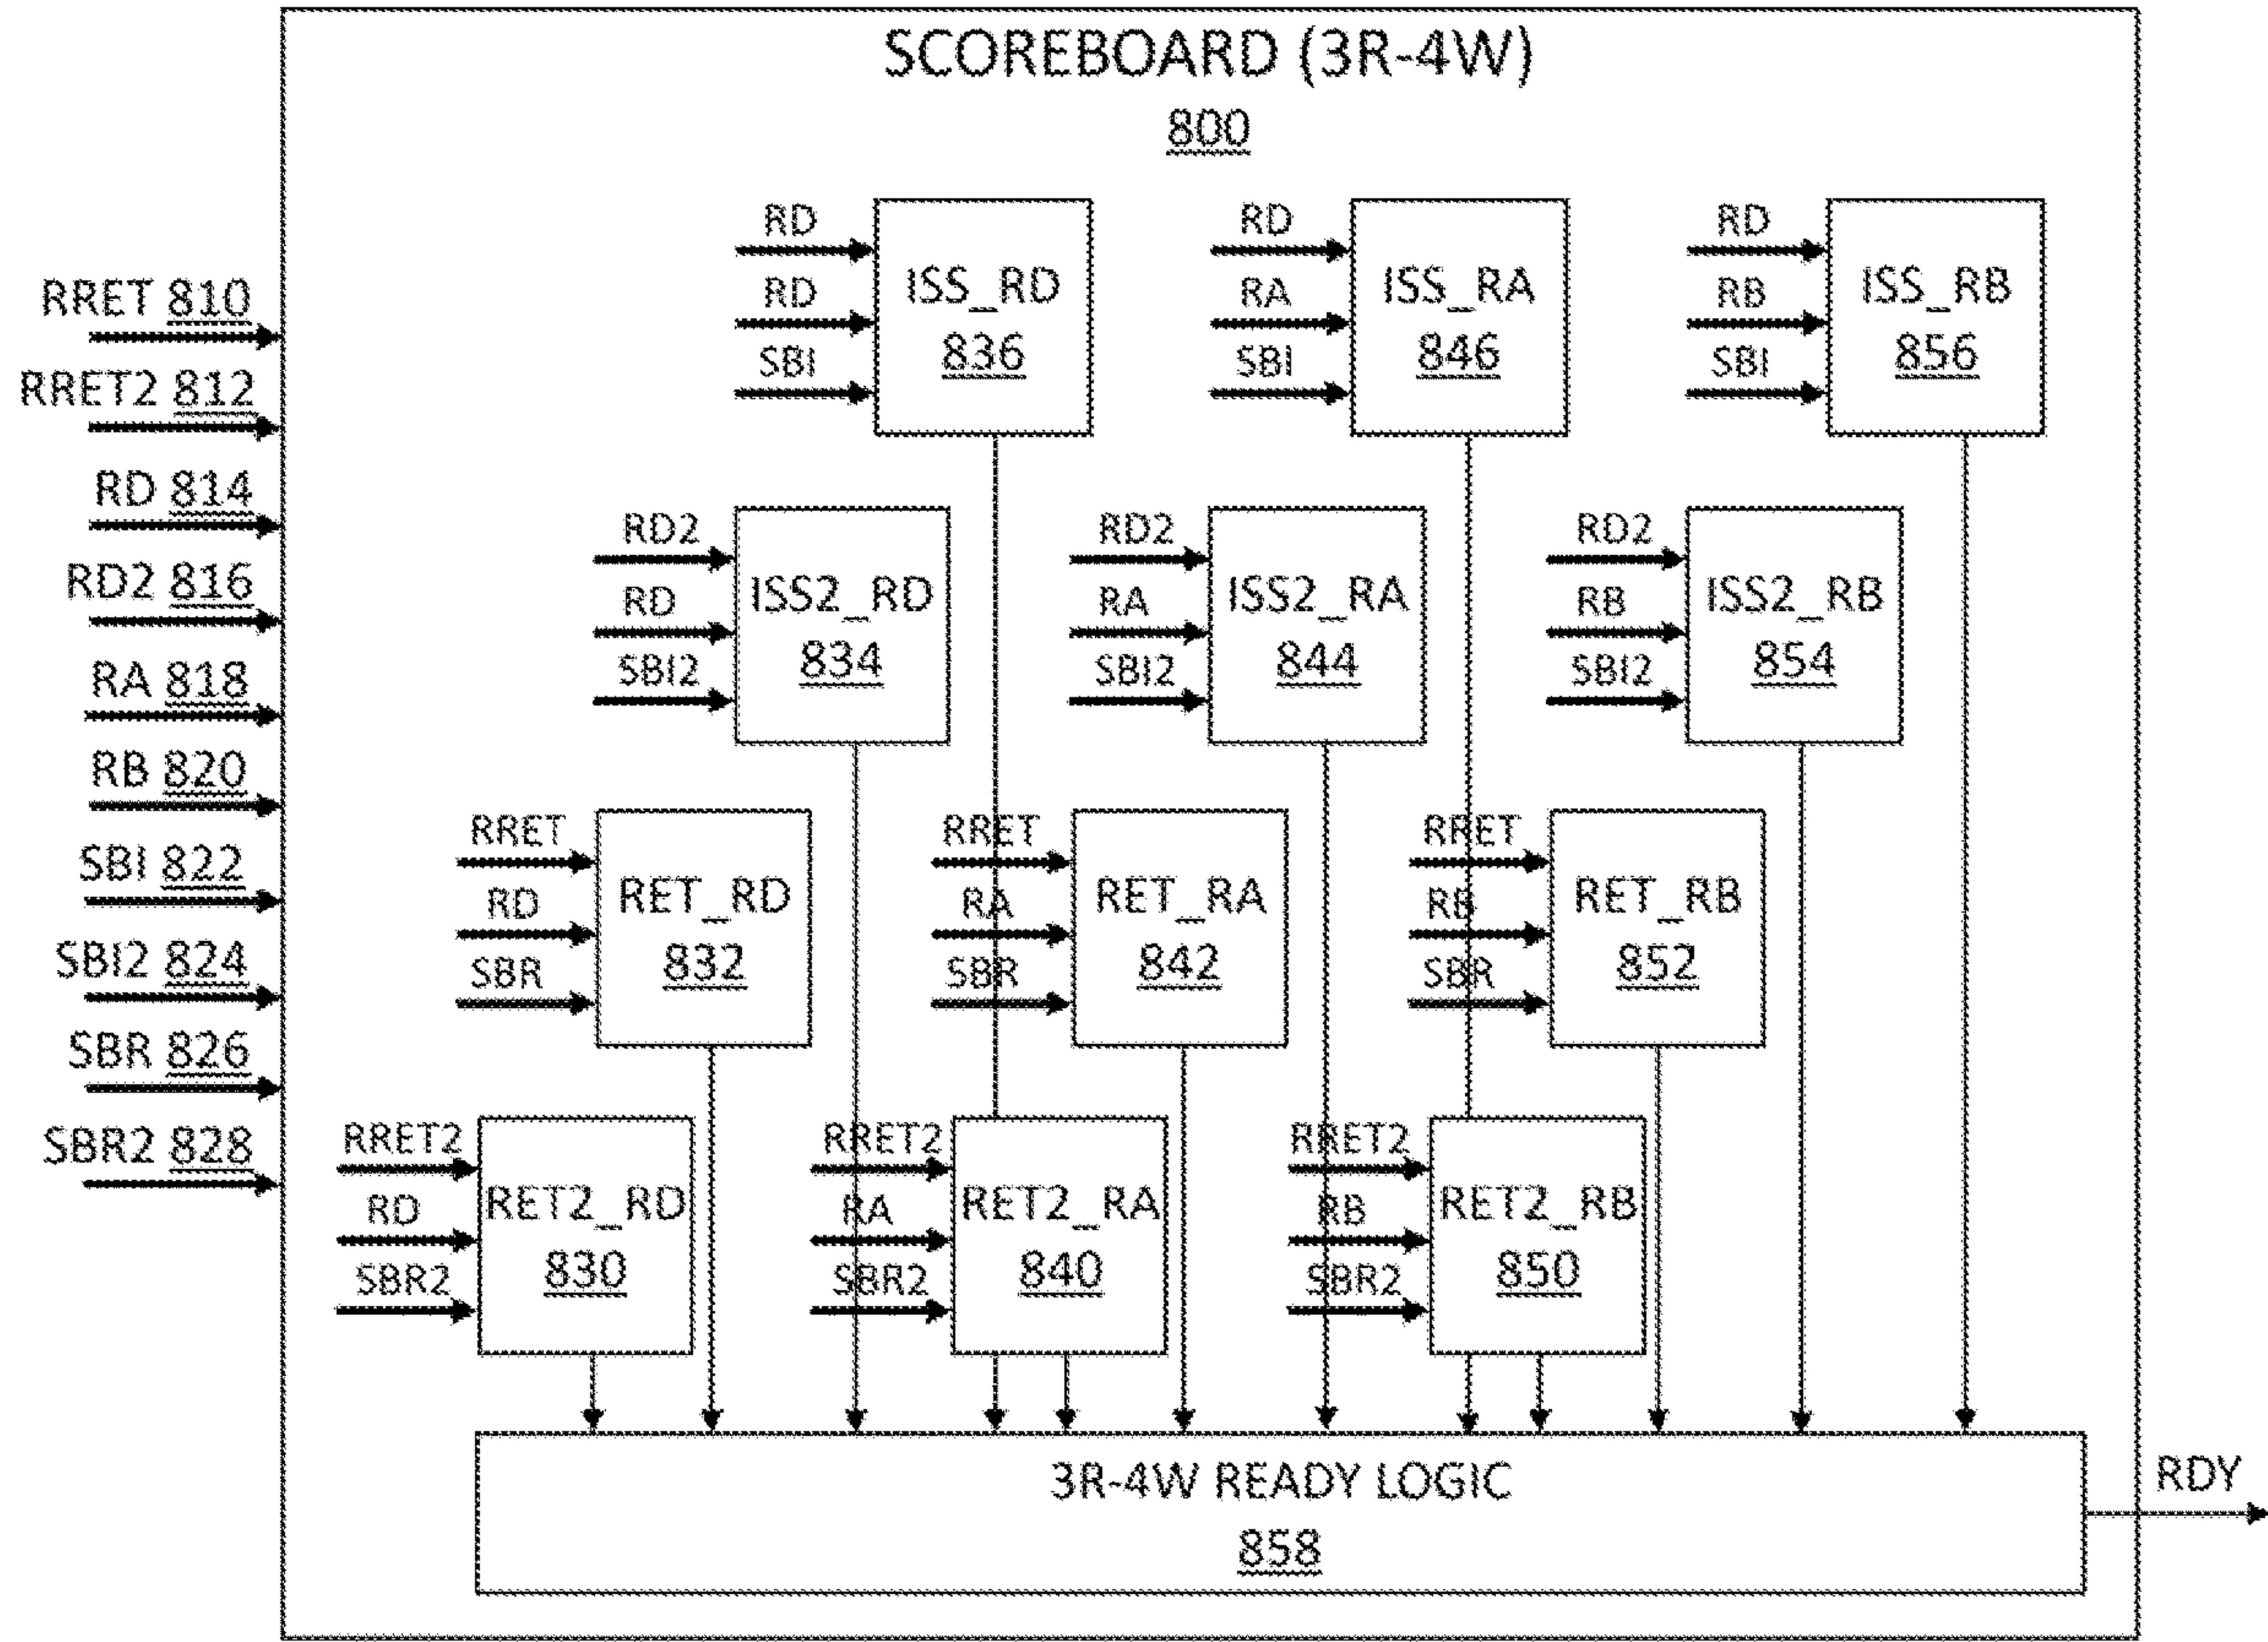 SCOREBOARD (3R-4W)
800
RRET 810
RRET2 812
RD 814
RD2 816
RA 818
RB 820
SBI 822
SBI2 824
SBR 826
SBR2 828
RD
RD
SBI
ISS_RD
836
RD
RA
SBI
ISS_RA
846
RD
RB
SBI
ISS_RB
856
RD2
RD
SBI2
ISS2_RD
834
RD2
RA
SBI2
ISS2_RA
844
RD2
RB
SBI2
ISS2_RB
854
RRET
RD
SBR
RET_RD
832
RRET
RA
SBR
RET_RA
842
RRET
RB
SBR
RET_RB
852
RRET2
RD
SBR2
RET2_RD
830
RRET2
RA
SBR2
RET2_RA
840
RRET2
RB
SBR2
RET2_RB
850
3R-4W READY LOGIC
858
RDY